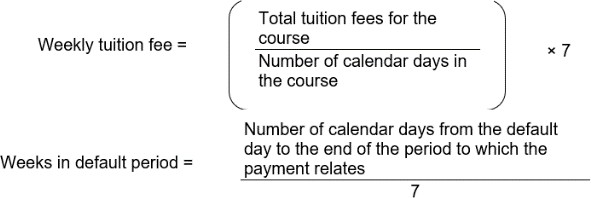 Weekly tuition fee =
Total tuition fees for the
course
Number of calendar days in
the course
× 7
Weeks in default period =
Number of calendar days from the default
day to the end of the period to which the
payment relates
7